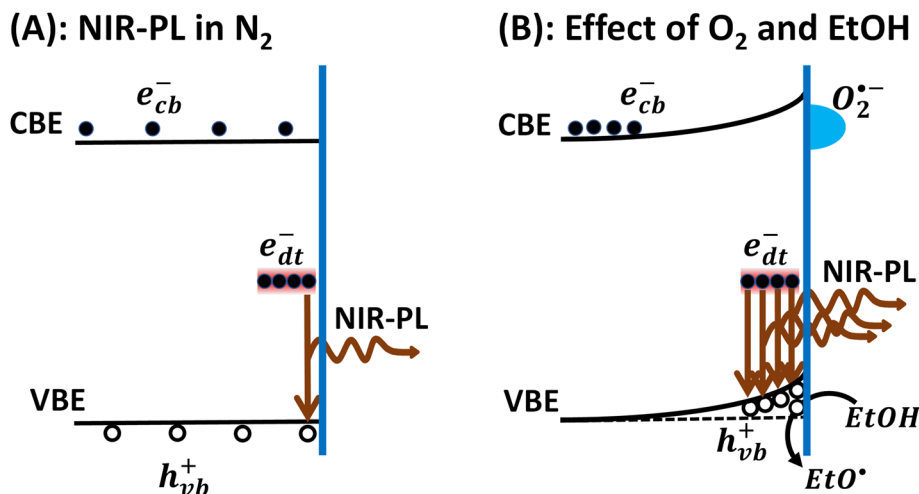 (A): NIR-PL in N₂
e⁻cb
CBE
e⁻dt
NIR-PL
VBE
h⁺vb
(B): Effect of O₂ and EtOH
e⁻cb
O₂•⁻
CBE
e⁻dt
NIR-PL
VBE
h⁺vb
EtOH
EtO•